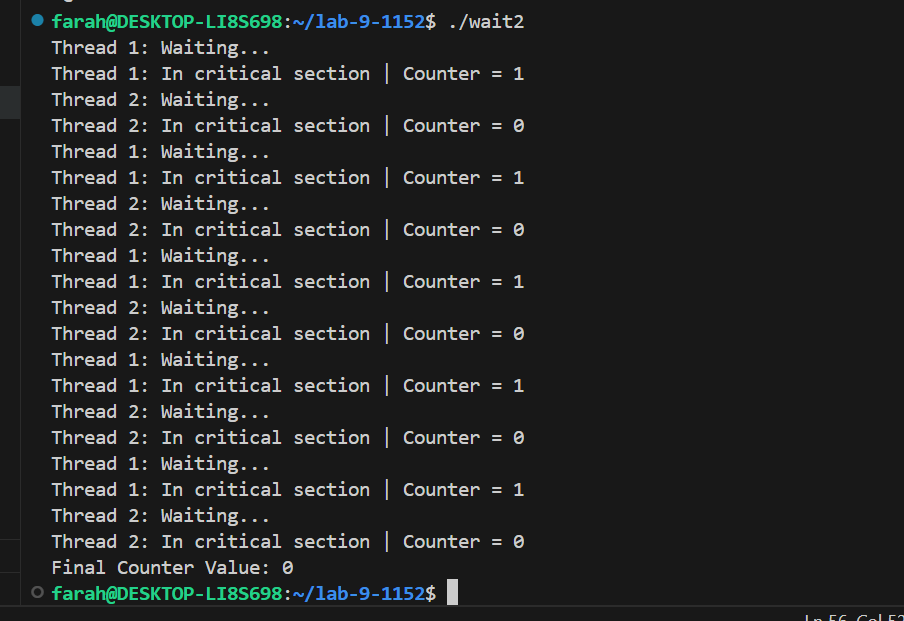 farah@DESKTOP-LI8S698:~/lab-9-1152$ ./wait2
Thread 1: Waiting...
Thread 1: In critical section | Counter = 1
Thread 2: Waiting...
Thread 2: In critical section | Counter = 0
Thread 1: Waiting...
Thread 1: In critical section | Counter = 1
Thread 2: Waiting...
Thread 2: In critical section | Counter = 0
Thread 1: Waiting...
Thread 1: In critical section | Counter = 1
Thread 2: Waiting...
Thread 2: In critical section | Counter = 0
Thread 1: Waiting...
Thread 1: In critical section | Counter = 1
Thread 2: Waiting...
Thread 2: In critical section | Counter = 0
Thread 1: Waiting...
Thread 1: In critical section | Counter = 1
Thread 2: Waiting...
Thread 2: In critical section | Counter = 0
Final Counter Value: 0
farah@DESKTOP-LI8S698:~/lab-9-1152$